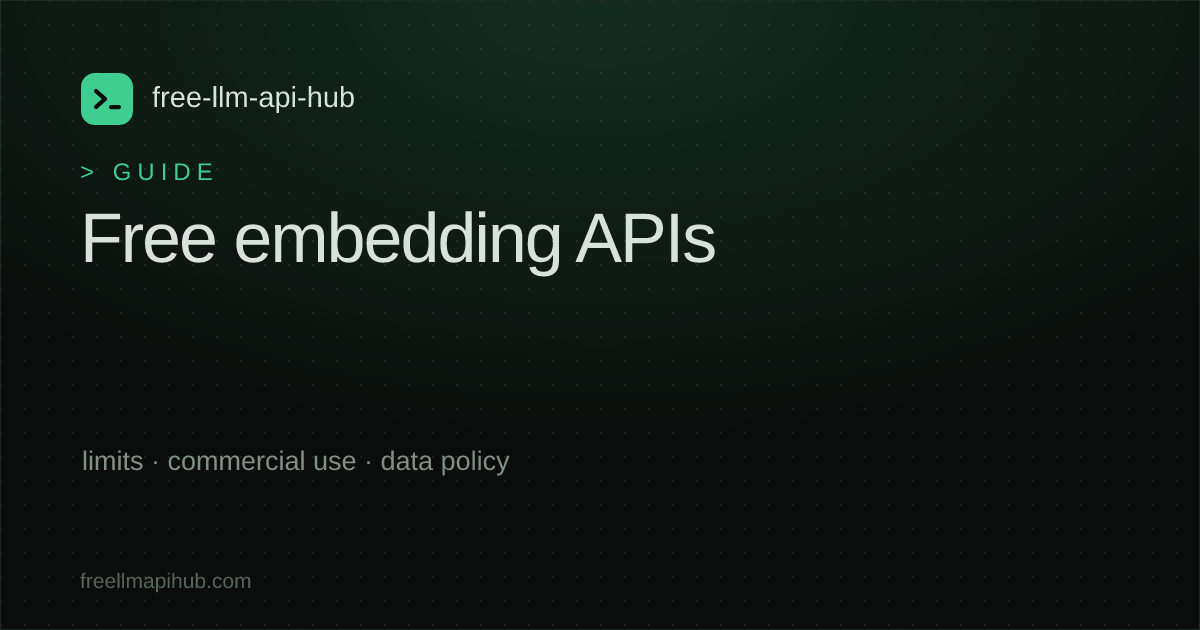 free-llm-api-hub
> GUIDE
Free embedding APIs
limits · commercial use · data policy
freellmapihub.com